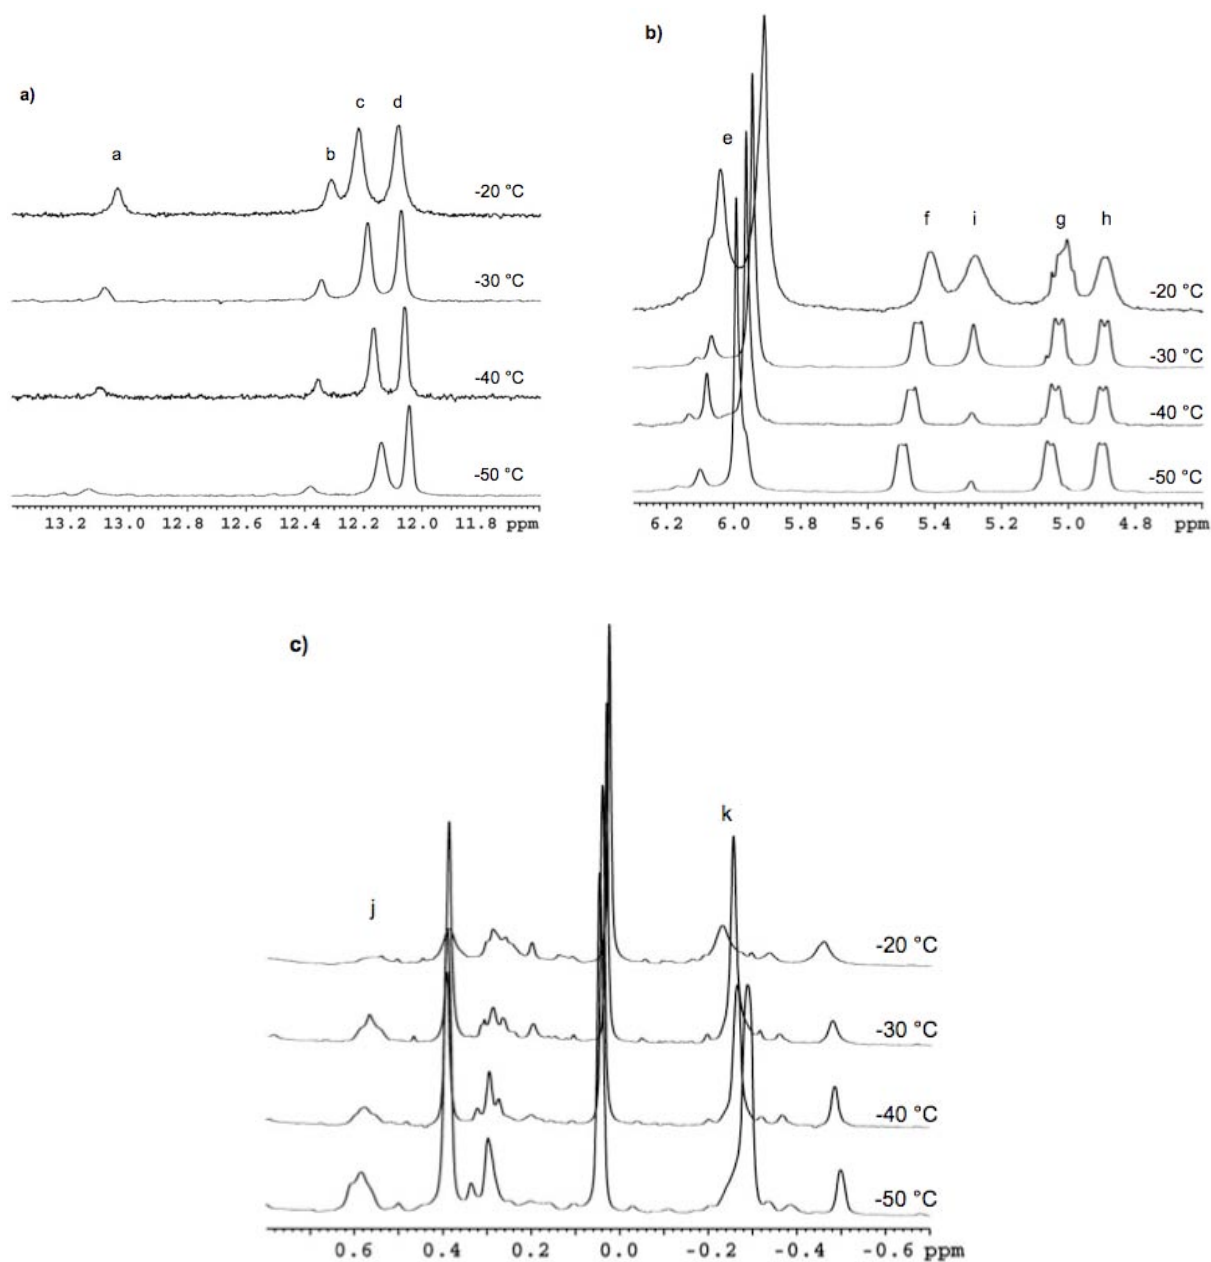 a)
a b c d
-20 °C
-30 °C
-40 °C
-50 °C
13.2 13.0 12.8 12.6 12.4 12.2 12.0 11.8 ppm
b)
e f i g h
-20 °C
-30 °C
-40 °C
-50 °C
6.2 6.0 5.8 5.6 5.4 5.2 5.0 4.8 ppm
c)
j k
-20 °C
-30 °C
-40 °C
-50 °C
0.6 0.4 0.2 0.0 -0.2 -0.4 -0.6 ppm